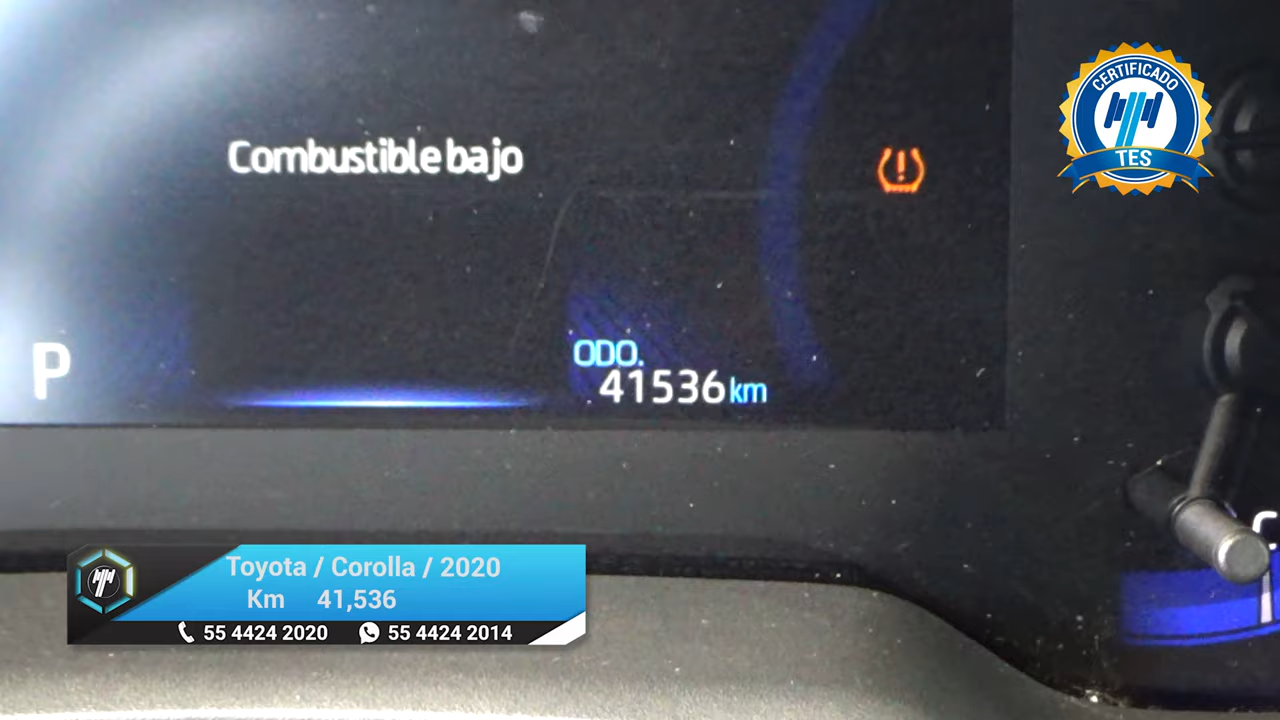 CERTIFICADO
TES
Combustible bajo
!
P
ODO.
41536 km
Toyota / Corolla / 2020
Km 41,536
55 4424 2020 55 4424 2014